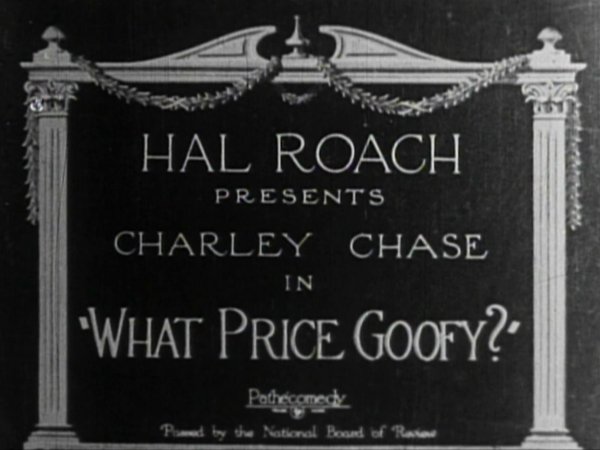 HAL ROACH
PRESENTS
CHARLEY CHASE
IN
"WHAT PRICE GOOFY?"
Pathécomedy
Passed by the National Board of Review